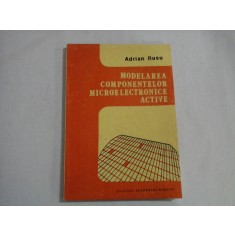 Adrian Rusu
MODELAREA
COMPONENTELOR
MICROELECTRONICE
ACTIVE